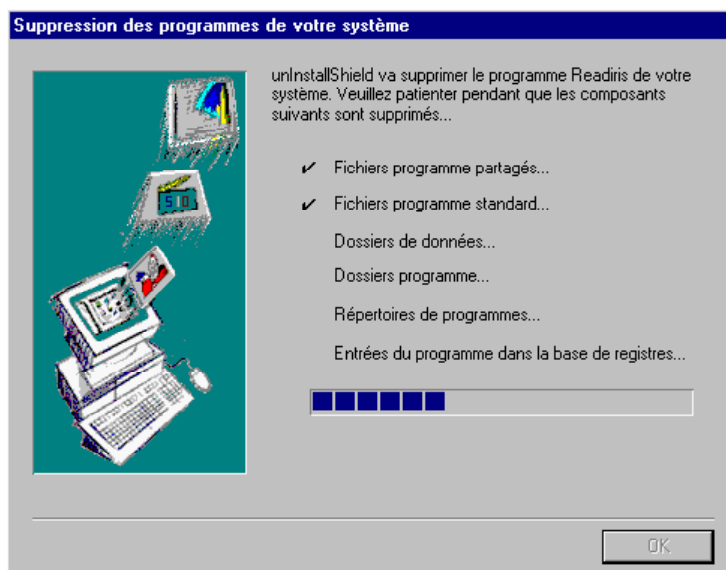 Suppression des programmes de votre système
unInstallShield va supprimer le programme Readiris de votre
système. Veuillez patienter pendant que les composants
suivants sont supprimés...
✔ Fichiers programme partagés...
✔ Fichiers programme standard...
Dossiers de données...
Dossiers programme...
Répertoires de programmes...
Entrées du programme dans la base de registres...
OK